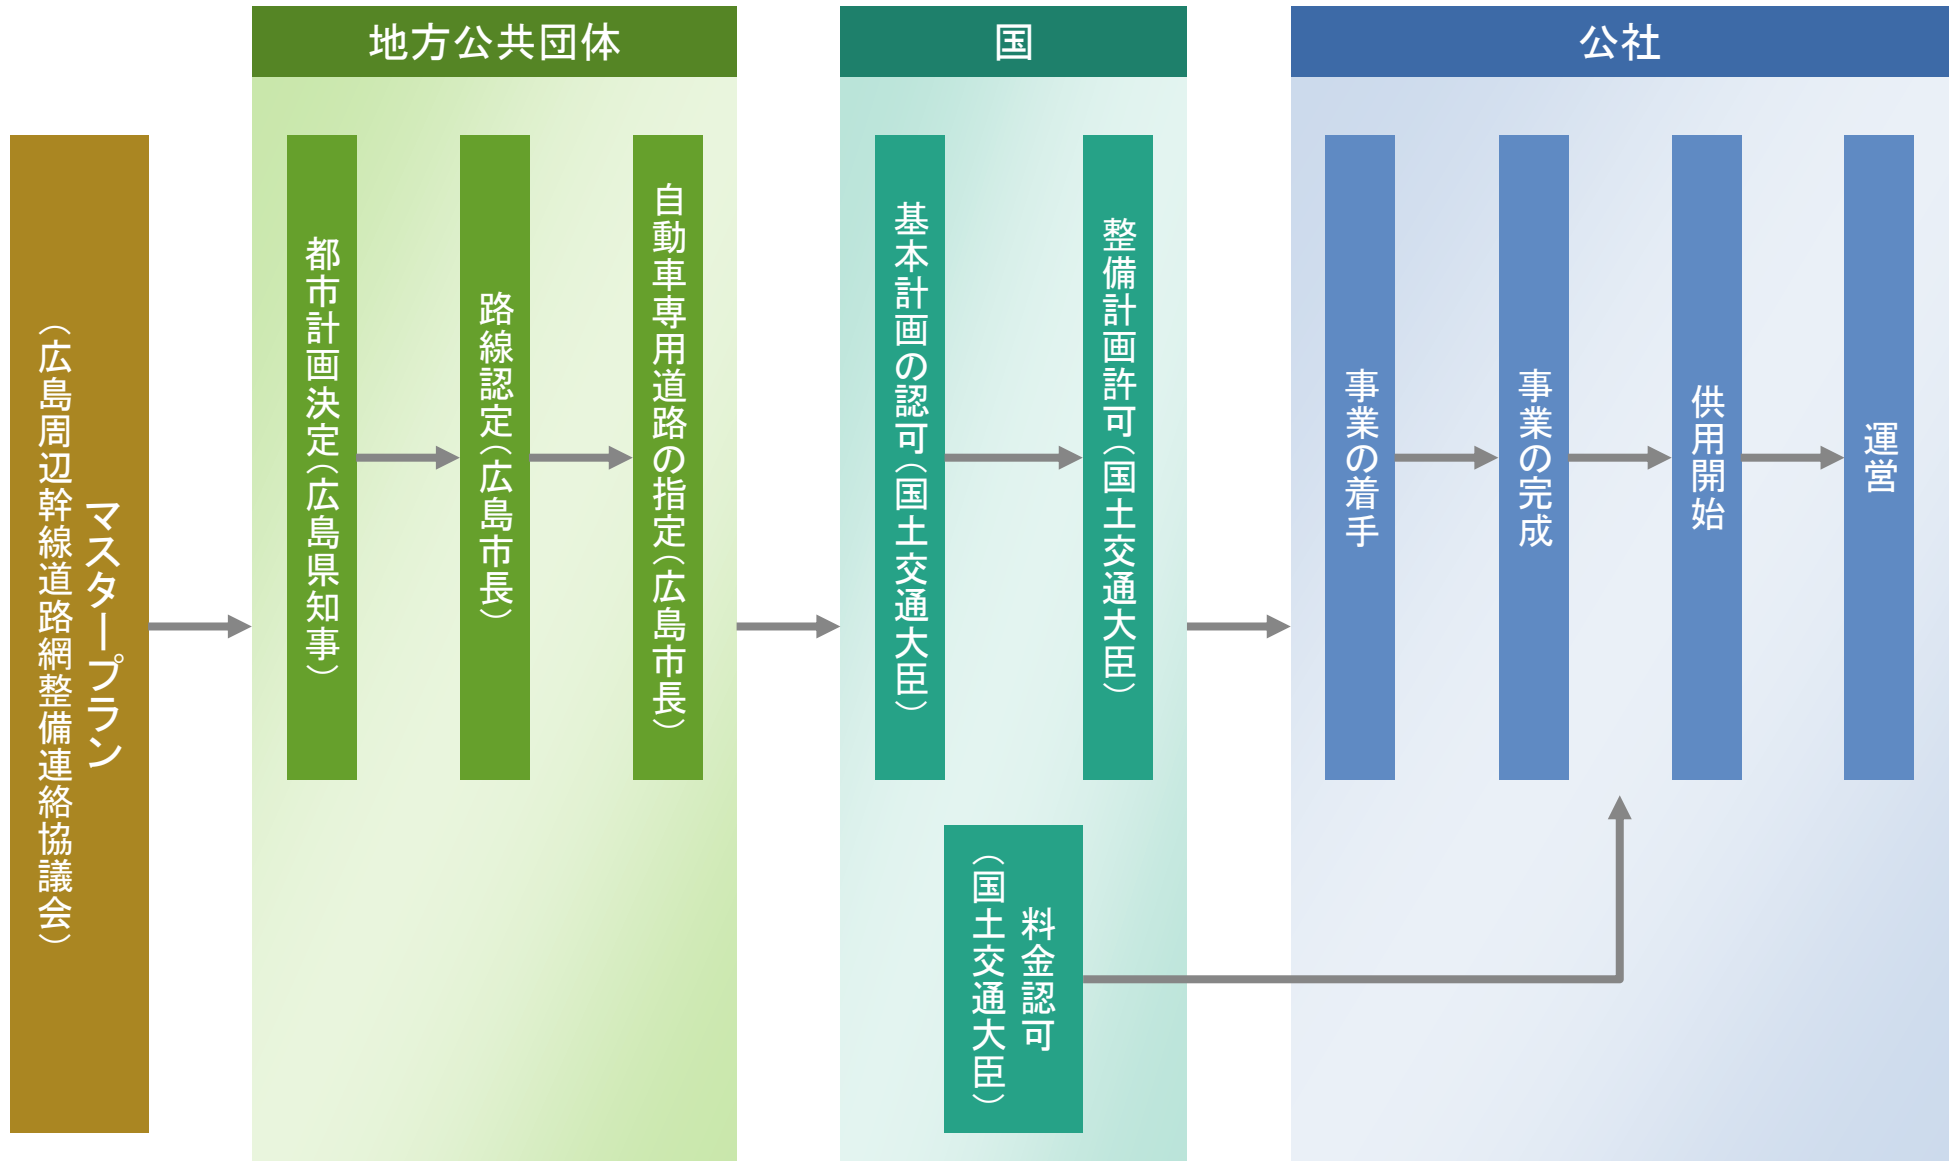 マスタープラン
（広島周辺幹線道路網整備連絡協議会）
地方公共団体
都市計画決定（広島県知事）
路線認定（広島市長）
自動車専用道路の指定（広島市長）
国
基本計画の認可（国土交通大臣）
整備計画許可（国土交通大臣）
料金認可
（国土交通大臣）
公社
事業の着手
事業の完成
供用開始
運営